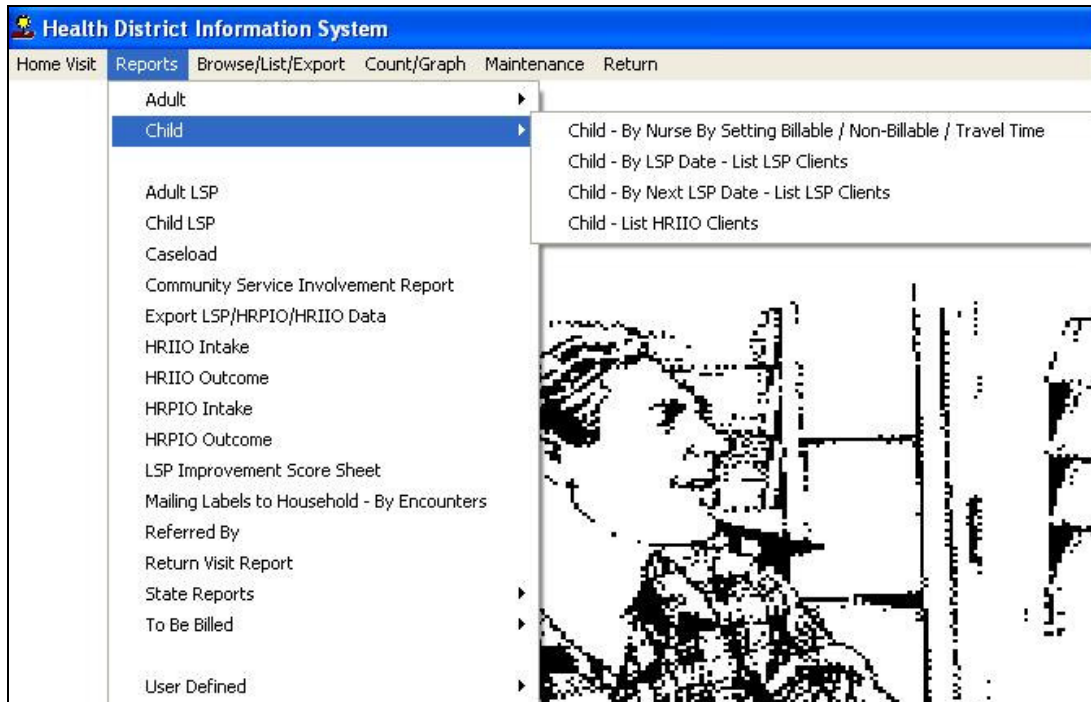 Health District Information System
Home Visit Reports Browse/List/Export Count/Graph Maintenance Return
Adult
Child
Child - By Nurse By Setting Billable / Non-Billable / Travel Time
Child - By LSP Date - List LSP Clients
Child - By Next LSP Date - List LSP Clients
Child - List HRIIO Clients
Adult LSP
Child LSP
Caseload
Community Service Involvement Report
Export LSP/HRPIO/HRIIO Data
HRIIO Intake
HRIIO Outcome
HRPIO Intake
HRPIO Outcome
LSP Improvement Score Sheet
Mailing Labels to Household - By Encounters
Referred By
Return Visit Report
State Reports
To Be Billed
User Defined